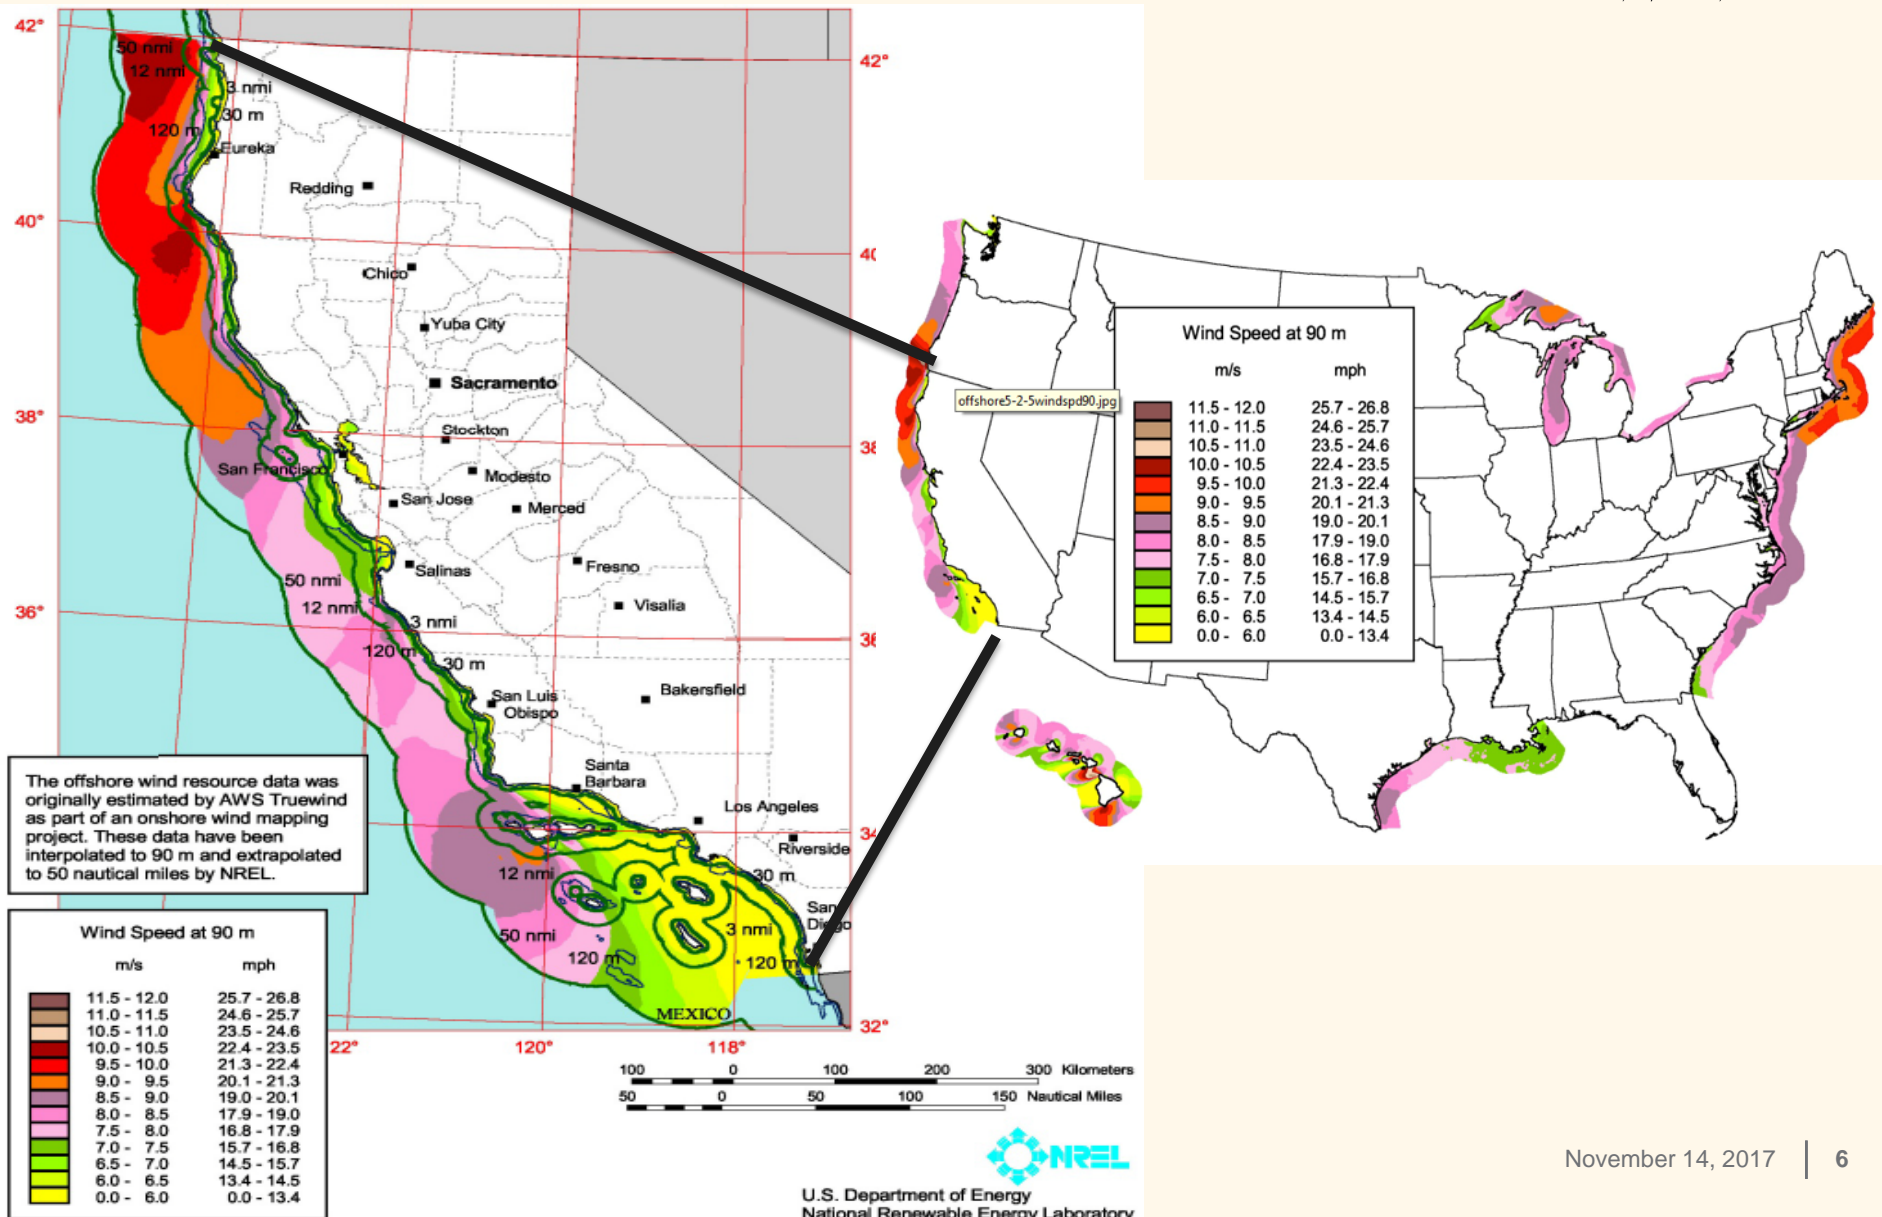 42°
50 nmi
12 nmi
3 nmi
30 m
120 m
Eureka
Redding
40°
Chico
Yuba City
Sacramento
38°
Stockton
San Francisco
Modesto
San Jose
Merced
Salinas
Fresno
50 nmi
12 nmi
Visalia
36°
3 nmi
120 m
30 m
San Luis
Obispo
Bakersfield
Santa
Barbara
Los Angeles
Riverside
12 nmi
30 m
San
Diego
50 nmi
3 nmi
120 m
120 m
MEXICO
42°
40
38
36
34
32°
22°
120°
118°
The offshore wind resource data was
originally estimated by AWS Truewind
as part of an onshore wind mapping
project. These data have been
interpolated to 90 m and extrapolated
to 50 nautical miles by NREL.
Wind Speed at 90 m
m/s mph
11.5 - 12.0 25.7 - 26.8
11.0 - 11.5 24.6 - 25.7
10.5 - 11.0 23.5 - 24.6
10.0 - 10.5 22.4 - 23.5
9.5 - 10.0 21.3 - 22.4
9.0 - 9.5 20.1 - 21.3
8.5 - 9.0 19.0 - 20.1
8.0 - 8.5 17.9 - 19.0
7.5 - 8.0 16.8 - 17.9
7.0 - 7.5 15.7 - 16.8
6.5 - 7.0 14.5 - 15.7
6.0 - 6.5 13.4 - 14.5
0.0 - 6.0 0.0 - 13.4
100 0 100 200 300 Kilometers
50 0 50 100 150 Nautical Miles
NREL
U.S. Department of Energy
National Renewable Energy Laboratory
offshore5-2-5windspd90.jpg
Wind Speed at 90 m
m/s mph
11.5 - 12.0 25.7 - 26.8
11.0 - 11.5 24.6 - 25.7
10.5 - 11.0 23.5 - 24.6
10.0 - 10.5 22.4 - 23.5
9.5 - 10.0 21.3 - 22.4
9.0 - 9.5 20.1 - 21.3
8.5 - 9.0 19.0 - 20.1
8.0 - 8.5 17.9 - 19.0
7.5 - 8.0 16.8 - 17.9
7.0 - 7.5 15.7 - 16.8
6.5 - 7.0 14.5 - 15.7
6.0 - 6.5 13.4 - 14.5
0.0 - 6.0 0.0 - 13.4
November 14, 2017 | 6